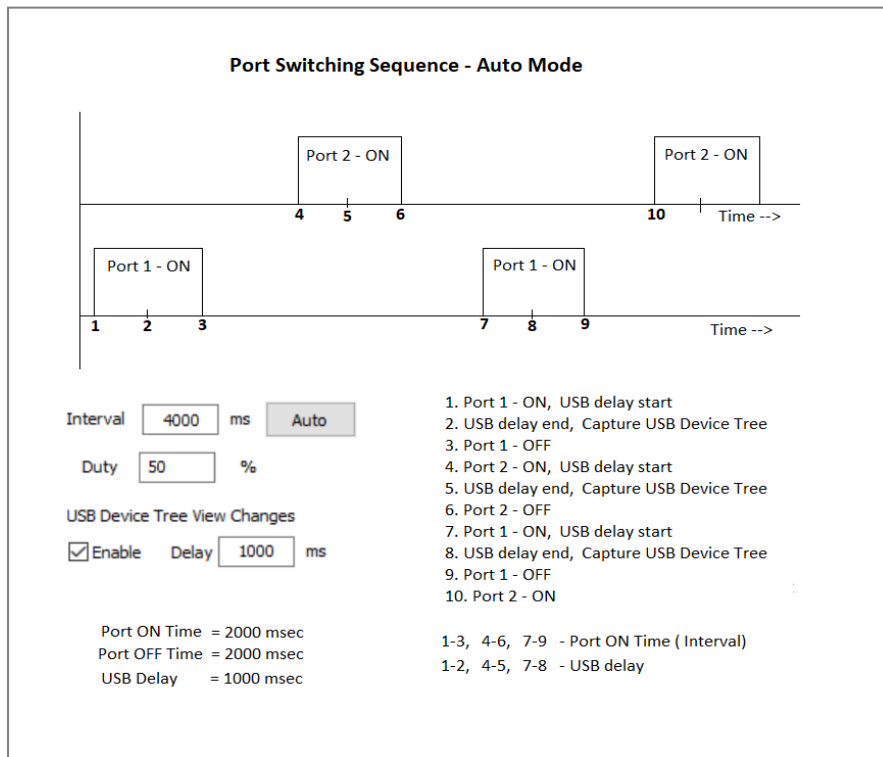 Port Switching Sequence - Auto Mode
Port 2 - ON
Port 2 - ON
4 5 6 10 Time -->
Port 1 - ON
Port 1 - ON
1 2 3 7 8 9 Time -->
Interval 4000 ms Auto
Duty 50 %
USB Device Tree View Changes
Enable Delay 1000 ms
Port ON Time = 2000 msec
Port OFF Time = 2000 msec
USB Delay = 1000 msec
1. Port 1 - ON, USB delay start
2. USB delay end, Capture USB Device Tree
3. Port 1 - OFF
4. Port 2 - ON, USB delay start
5. USB delay end, Capture USB Device Tree
6. Port 2 - OFF
7. Port 1 - ON, USB delay start
8. USB delay end, Capture USB Device Tree
9. Port 1 - OFF
10. Port 2 - ON
1-3, 4-6, 7-9 - Port ON Time ( Interval)
1-2, 4-5, 7-8 - USB delay